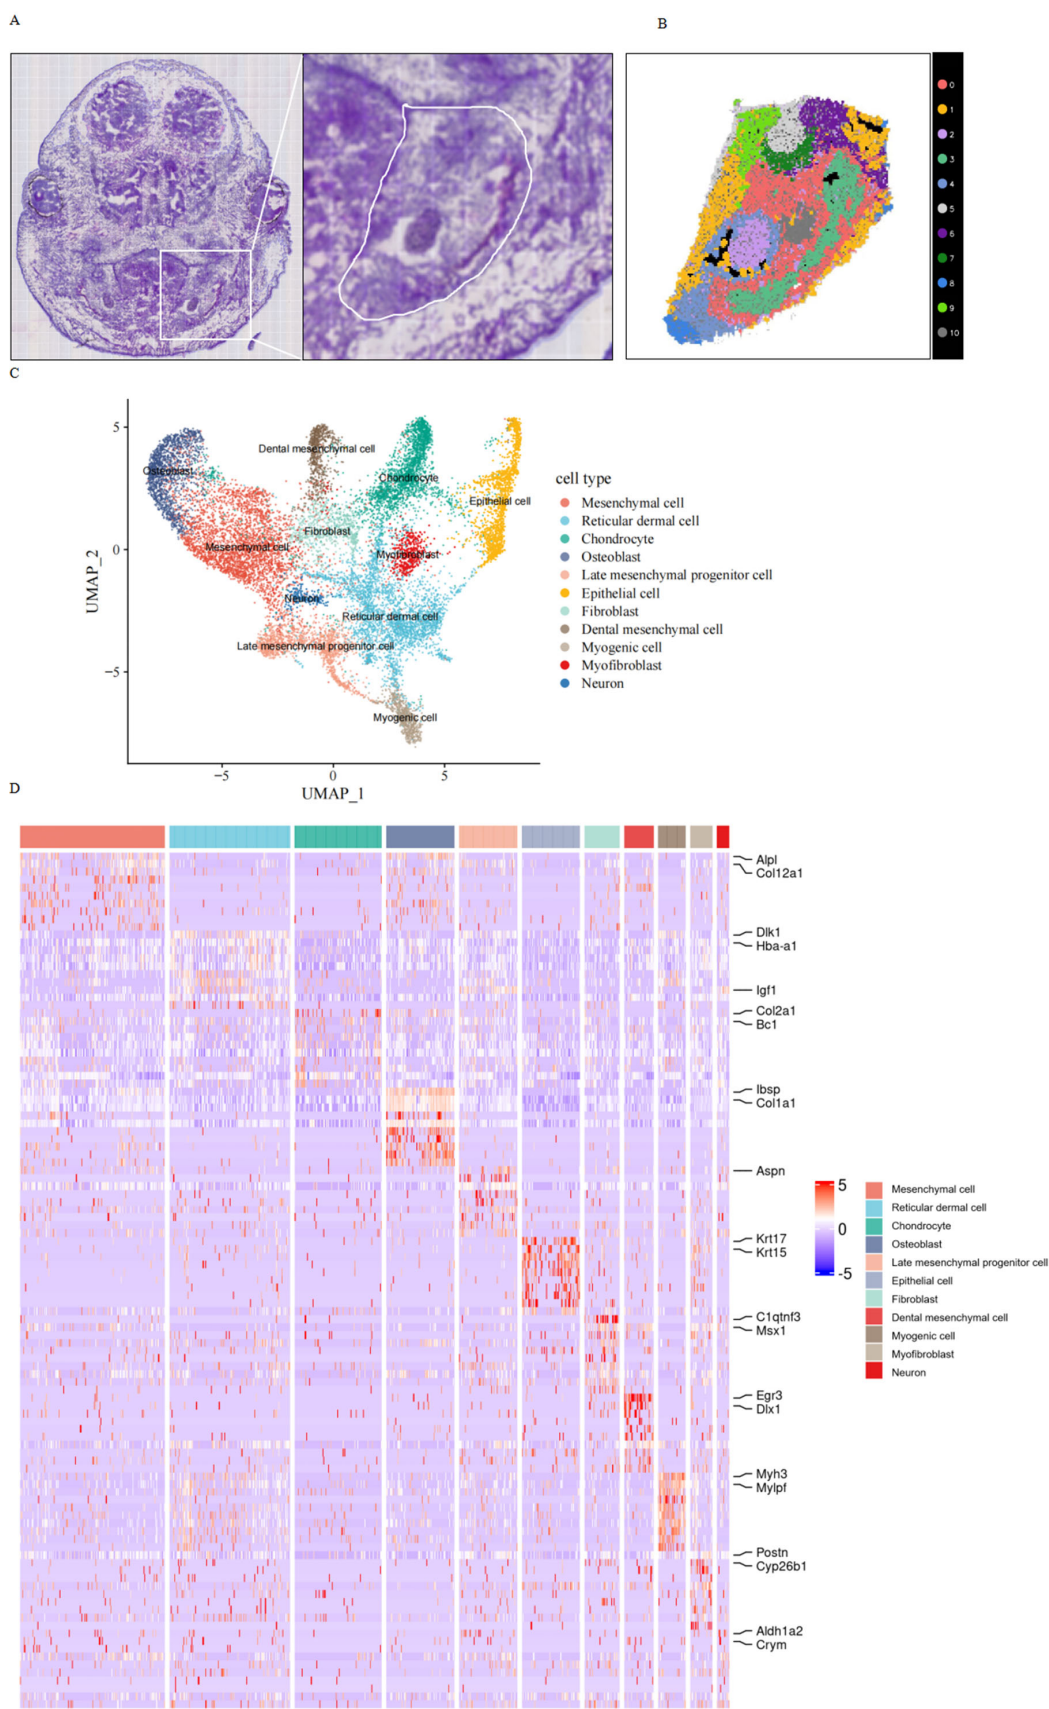 A
B
0
1
2
3
4
5
6
7
8
9
10
C
5
0
−5
UMAP_2
−5
0
5
UMAP_1
Osteoblast
Dental mesenchymal cell
Chondrocyte
Epithelial cell
Fibroblast
Mesenchymal cell
Myofibroblast
Neuron
Reticular dermal cell
Late mesenchymal progenitor cell
Myogenic cell
cell type
Mesenchymal cell
Reticular dermal cell
Chondrocyte
Osteoblast
Late mesenchymal progenitor cell
Epithelial cell
Fibroblast
Dental mesenchymal cell
Myogenic cell
Myofibroblast
Neuron
D
Alpl
Col12a1
Dlk1
Hba-a1
Igf1
Col2a1
Bc1
Ibsp
Col1a1
Aspn
Krt17
Krt15
C1qtnf3
Msx1
Egr3
Dlx1
Myh3
Mylpf
Postn
Cyp26b1
Aldh1a2
Crym
5
0
-5
Mesenchymal cell
Reticular dermal cell
Chondrocyte
Osteoblast
Late mesenchymal progenitor cell
Epithelial cell
Fibroblast
Dental mesenchymal cell
Myogenic cell
Myofibroblast
Neuron